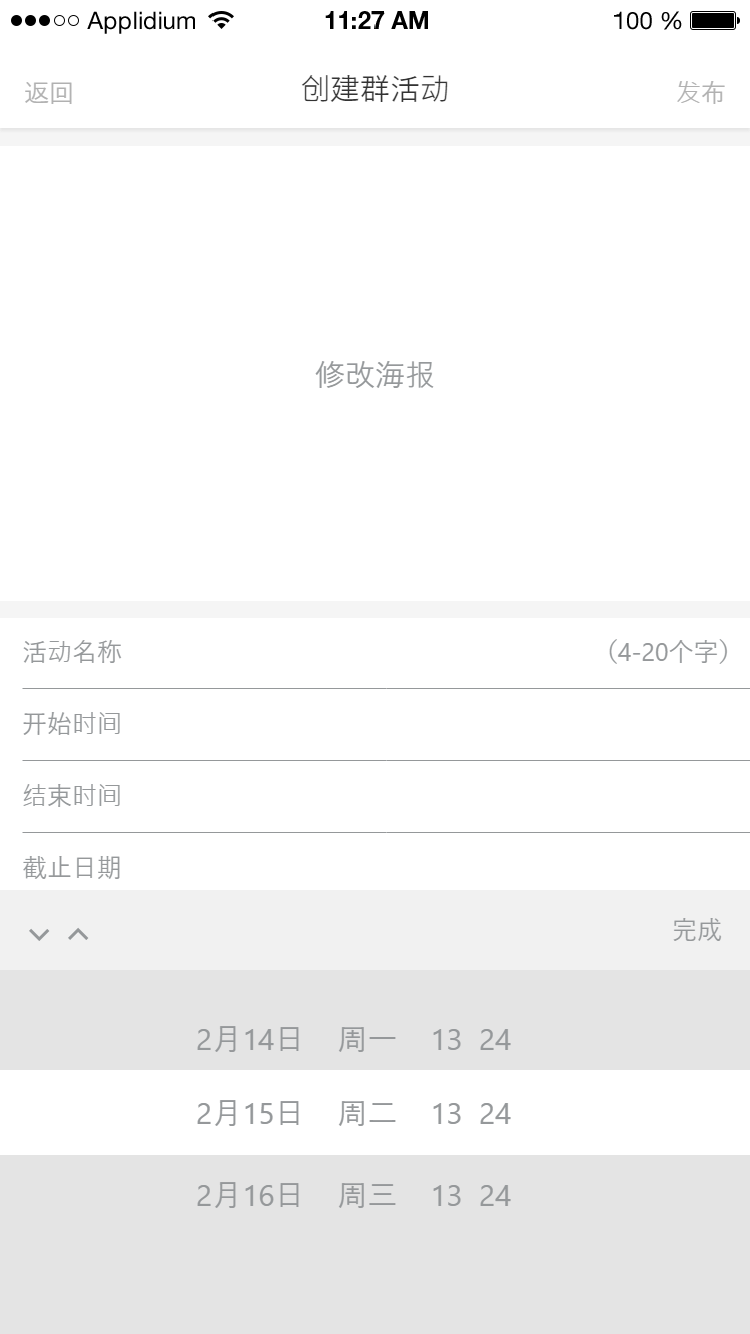 Applidium 11:27 AM 100 %
返回 创建群活动 发布
修改海报
活动名称 （4-20个字）
开始时间
结束时间
截止日期
完成
2月14日 周一 13 24
2月15日 周二 13 24
2月16日 周三 13 24